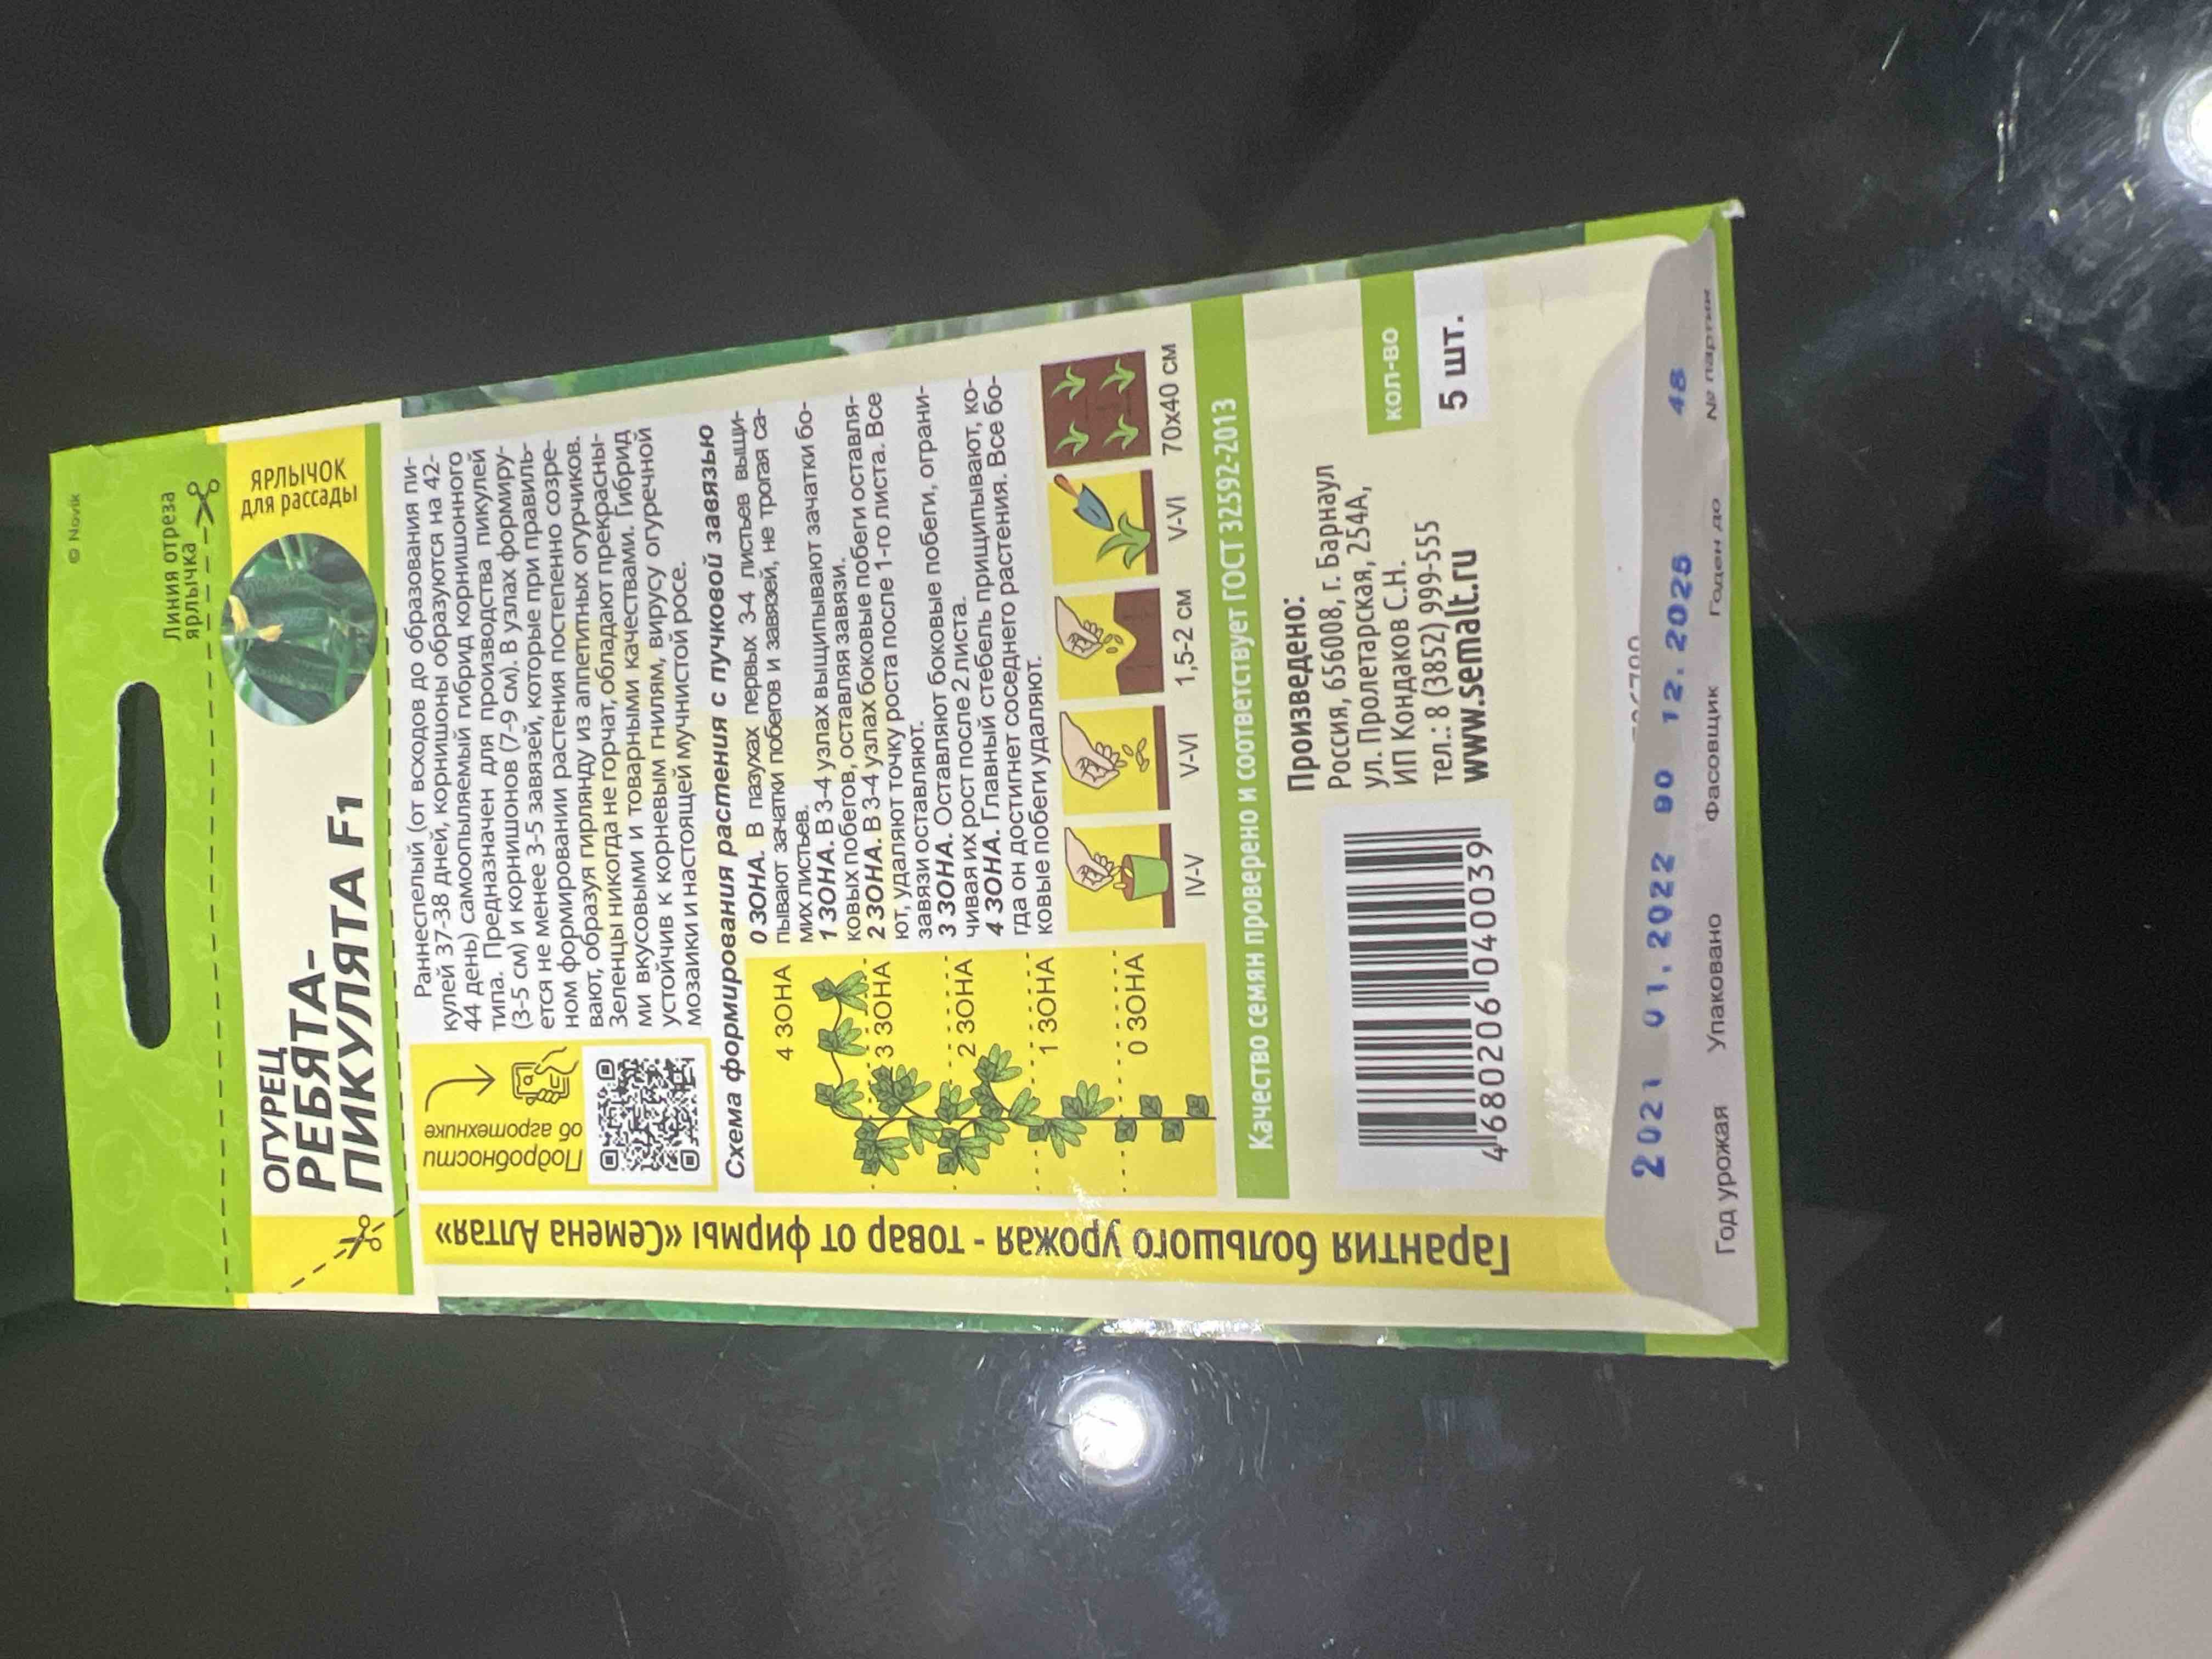 © Novik
Линия отреза
ярлычка
ОГУРЕЦ
РЕБЯТА-
ПИКУЛЯТА F1
ЯРЛЫЧОК
для рассады
Подробности
об агротехнике
Раннеспелый (от всходов до образования пи-
кулей 37-38 дней, корнишоны образуются на 42-
44 день) самоопыляемый гибрид корнишонного
типа. Предназначен для производства пикулей
(3-5 см) и корнишонов (7-9 см). В узлах формиру-
ется не менее 3-5 завязей, которые при правиль-
ном формировании растения постепенно созре-
вают, образуя гирлянду из аппетитных огурчиков.
Зеленцы никогда не горчат, обладают прекрасны-
ми вкусовыми и товарными качествами. Гибрид
устойчив к корневым гнилям, вирусу огуречной
мозаики и настоящей мучнистой росе.
Схема формирования растения с пучковой завязью
4 ЗОНА
3 ЗОНА
2 ЗОНА
1 ЗОНА
0 ЗОНА
0 ЗОНА. В пазухах первых 3-4 листьев выщи-
пывают зачатки побегов и завязей, не трогая са-
мих листьев.
1 ЗОНА. В 3-4 узлах выщипывают зачатки бо-
ковых побегов, оставляя завязи.
2 ЗОНА. В 3-4 узлах боковые побеги оставля-
ют, удаляют точку роста после 1-го листа. Все
завязи оставляют.
3 ЗОНА. Оставляют боковые побеги, ограни-
чивая их рост после 2 листа.
4 ЗОНА. Главный стебель прищипывают, ко-
гда он достигнет соседнего растения. Все бо-
ковые побеги удаляют.
IV-V
V-VI
1,5-2 см
V-VI
70х40 см
Качество семян проверено и соответствует ГОСТ 32592-2013
Гарантия большого урожая - товар от фирмы «Семена Алтая»
4 680206 040039
Произведено:
Россия, 656008, г. Барнаул
ул. Пролетарская, 254А,
ИП Кондаков С.Н.
тел.: 8 (3852) 999-555
www.semalt.ru
КОЛ-ВО
5 шт.
2021 01.2022 90 12.2025 48
Год урожая Упаковано Фасовщик Годен до № партии